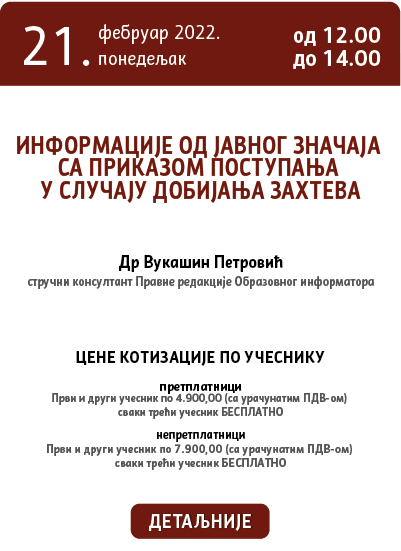 21. фебруар 2022.
понедељак
од 12.00
до 14.00
ИНФОРМАЦИЈЕ ОД ЈАВНОГ ЗНАЧАЈА
СА ПРИКАЗОМ ПОСТУПАЊА
У СЛУЧАЈУ ДОБИЈАЊА ЗАХТЕВА
Др Вукашин Петровић
стручни консултант Правне редакције Образовног информатора
ЦЕНЕ КОТИЗАЦИЈЕ ПО УЧЕСНИКУ
претплатници
Први и други учесник по 4.900,00 (са урачунатим ПДВ-ом)
сваки трећи учесник БЕСПЛАТНО
непретплатници
Први и други учесник по 7.900,00 (са урачунатим ПДВ-ом)
сваки трећи учесник БЕСПЛАТНО
ДЕТАЉНИЈЕ